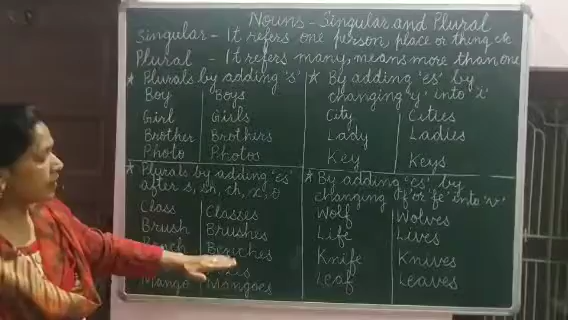 Nouns - Singular and Plural
Singular - It refers one person, place or thing etc
Plural - It refers many, means more than one
* Plurals by adding 's'
Boy Boys
Girl Girls
Brother Brothers
Photo Photos
* By adding 'es' by
changing 'y' into 'i'
City Cities
Lady Ladies
Key Keys
* Plural by adding 'es'
after s, sh, ch, x, o
Class Classes
Brush Brushes
Bench Benches
Mango Mangoes
* By adding 'es' by
changing 'f' or 'fe' into 'v'
Wolf Wolves
Life Lives
Knife Knives
Leaf Leaves